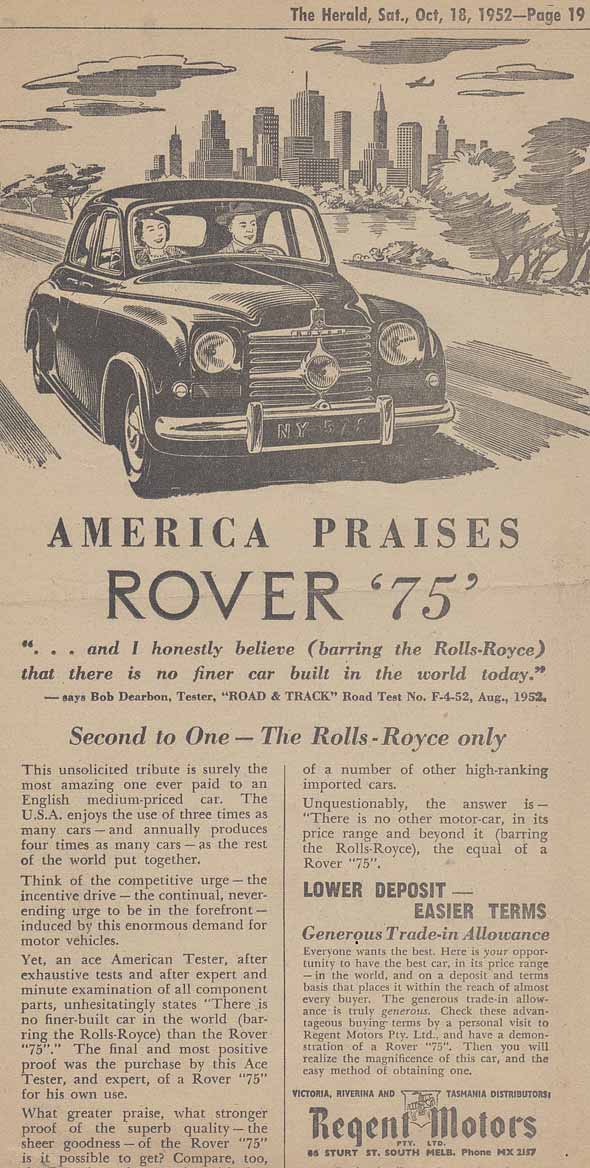 The Herald, Sat., Oct, 18, 1952—Page 19
ROVER
NY
AMERICA PRAISES
ROVER ‘75’
“. . . and I honestly believe (barring the Rolls-Royce)
that there is no finer car built in the world today.”
— says Bob Dearbon, Tester, “ROAD & TRACK” Road Test No. F-4-52, Aug., 1952.
Second to One — The Rolls-Royce only
This unsolicited tribute is surely the
most amazing one ever paid to an
English medium-priced car. The
U.S.A. enjoys the use of three times as
many cars — and annually produces
four times as many cars — as the rest
of the world put together.
Think of the competitive urge — the
incentive drive — the continual, never-
ending urge to be in the forefront —
induced by this enormous demand for
motor vehicles.
Yet, an ace American Tester, after
exhaustive tests and after expert and
minute examination of all component
parts, unhesitatingly states “There is
no finer-built car in the world (bar-
ring the Rolls-Royce) than the Rover
“75”.” The final and most positive
proof was the purchase by this Ace
Tester, and expert, of a Rover “75”
for his own use.
What greater praise, what stronger
proof of the superb quality — the
sheer goodness — of the Rover “75”
is it possible to get? Compare, too,
of a number of other high-ranking
imported cars.
Unquestionably, the answer is —
“There is no other motor-car, in its
price range and beyond it (barring
the Rolls-Royce), the equal of a
Rover “75”.
LOWER DEPOSIT —
EASIER TERMS
Generous Trade-in Allowance
Everyone wants the best. Here is your oppor-
tunity to have the best car, in its price range
— in the world, and on a deposit and terms
basis that places it within the reach of almost
every buyer. The generous trade-in allow-
ance is truly generous. Check these advan-
tageous buying terms by a personal visit to
Regent Motors Pty. Ltd., and have a demon-
stration of a Rover “75”. Then you will
realize the magnificence of this car, and the
easy method of obtaining one.
VICTORIA, RIVERINA AND TASMANIA DISTRIBUTORS:
Regent Motors
PTY. LTD.
86 STURT ST. SOUTH MELB. Phone MX 2157